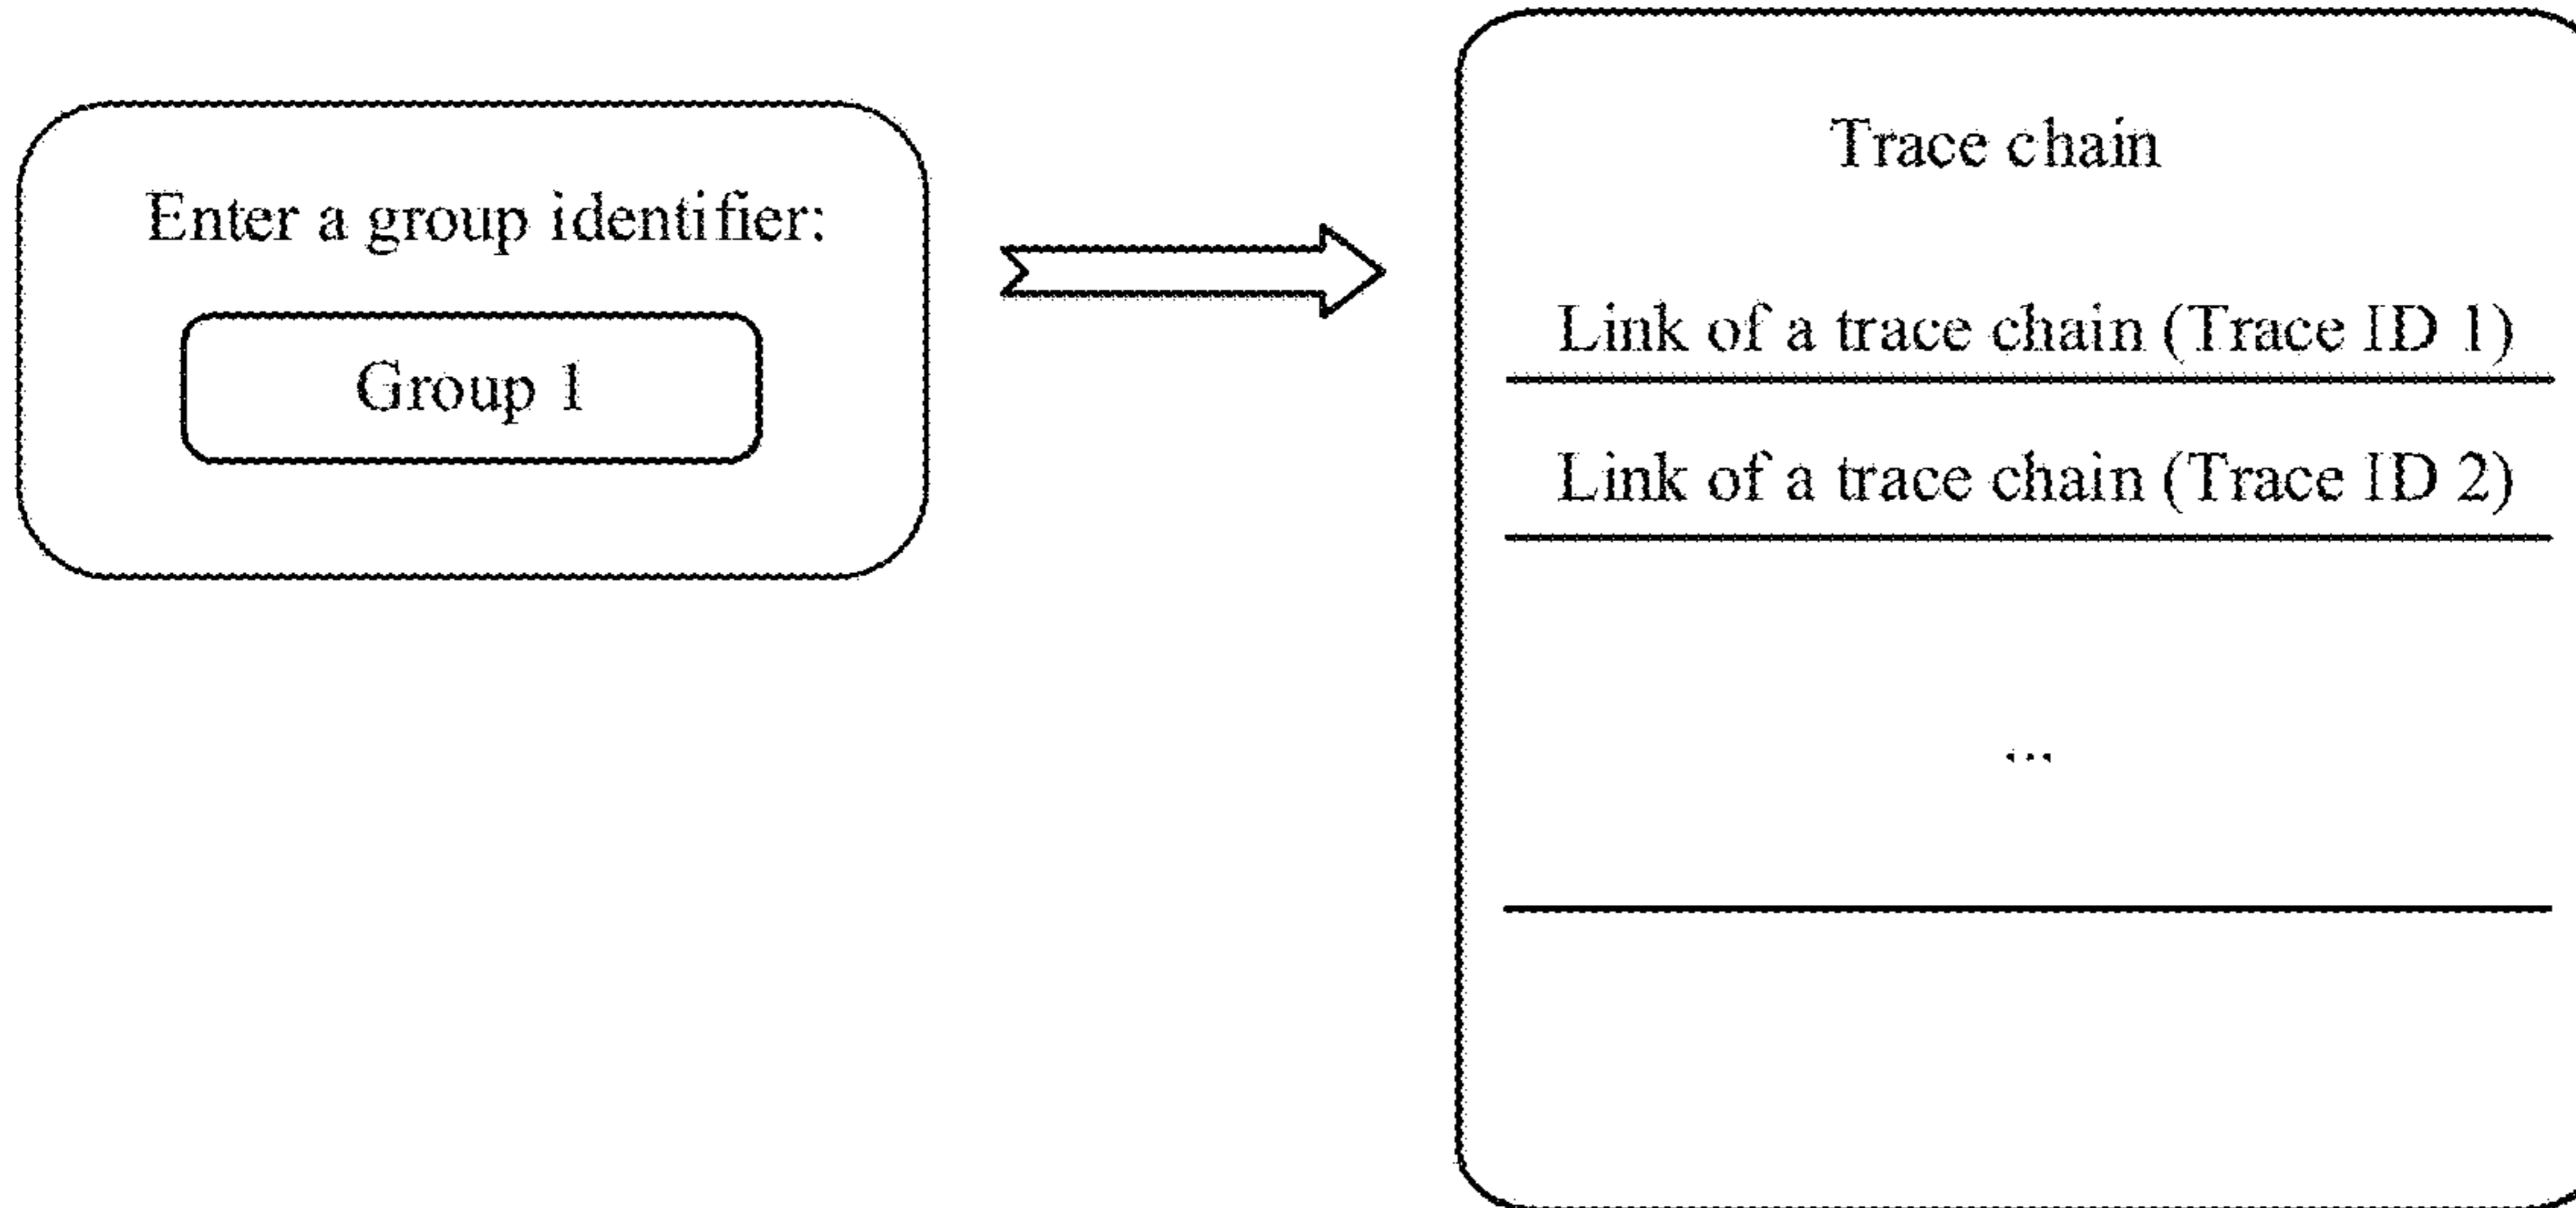 Enter a group identifier:
Group 1
Trace chain
Link of a trace chain (Trace ID 1)
Link of a trace chain (Trace ID 2)
...